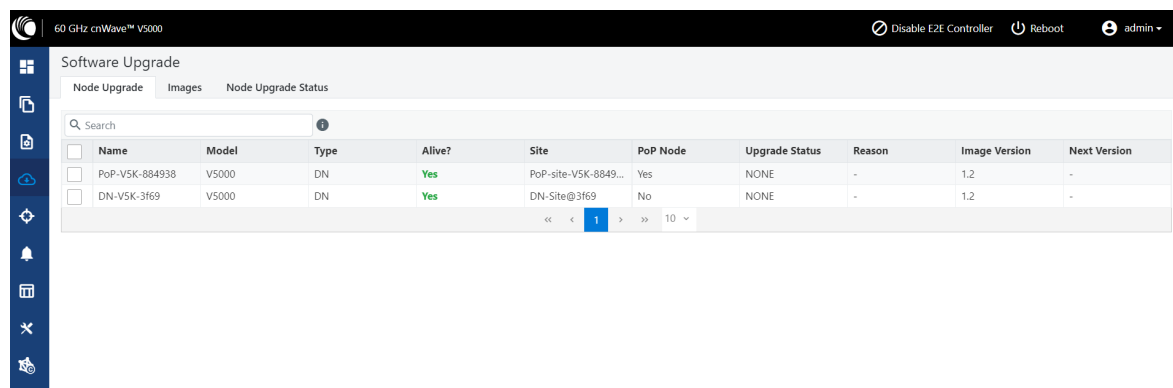 60 GHz cnWave™ V5000 Disable E2E Controller Reboot admin
Software Upgrade
Node Upgrade Images Node Upgrade Status
Search
Name Model Type Alive? Site PoP Node Upgrade Status Reason Image Version Next Version
PoP-V5K-884938 V5000 DN Yes PoP-site-V5K-8849... Yes NONE - 1.2 -
DN-V5K-3f69 V5000 DN Yes DN-Site@3f69 No NONE - 1.2 -
« ‹ 1 › » 10